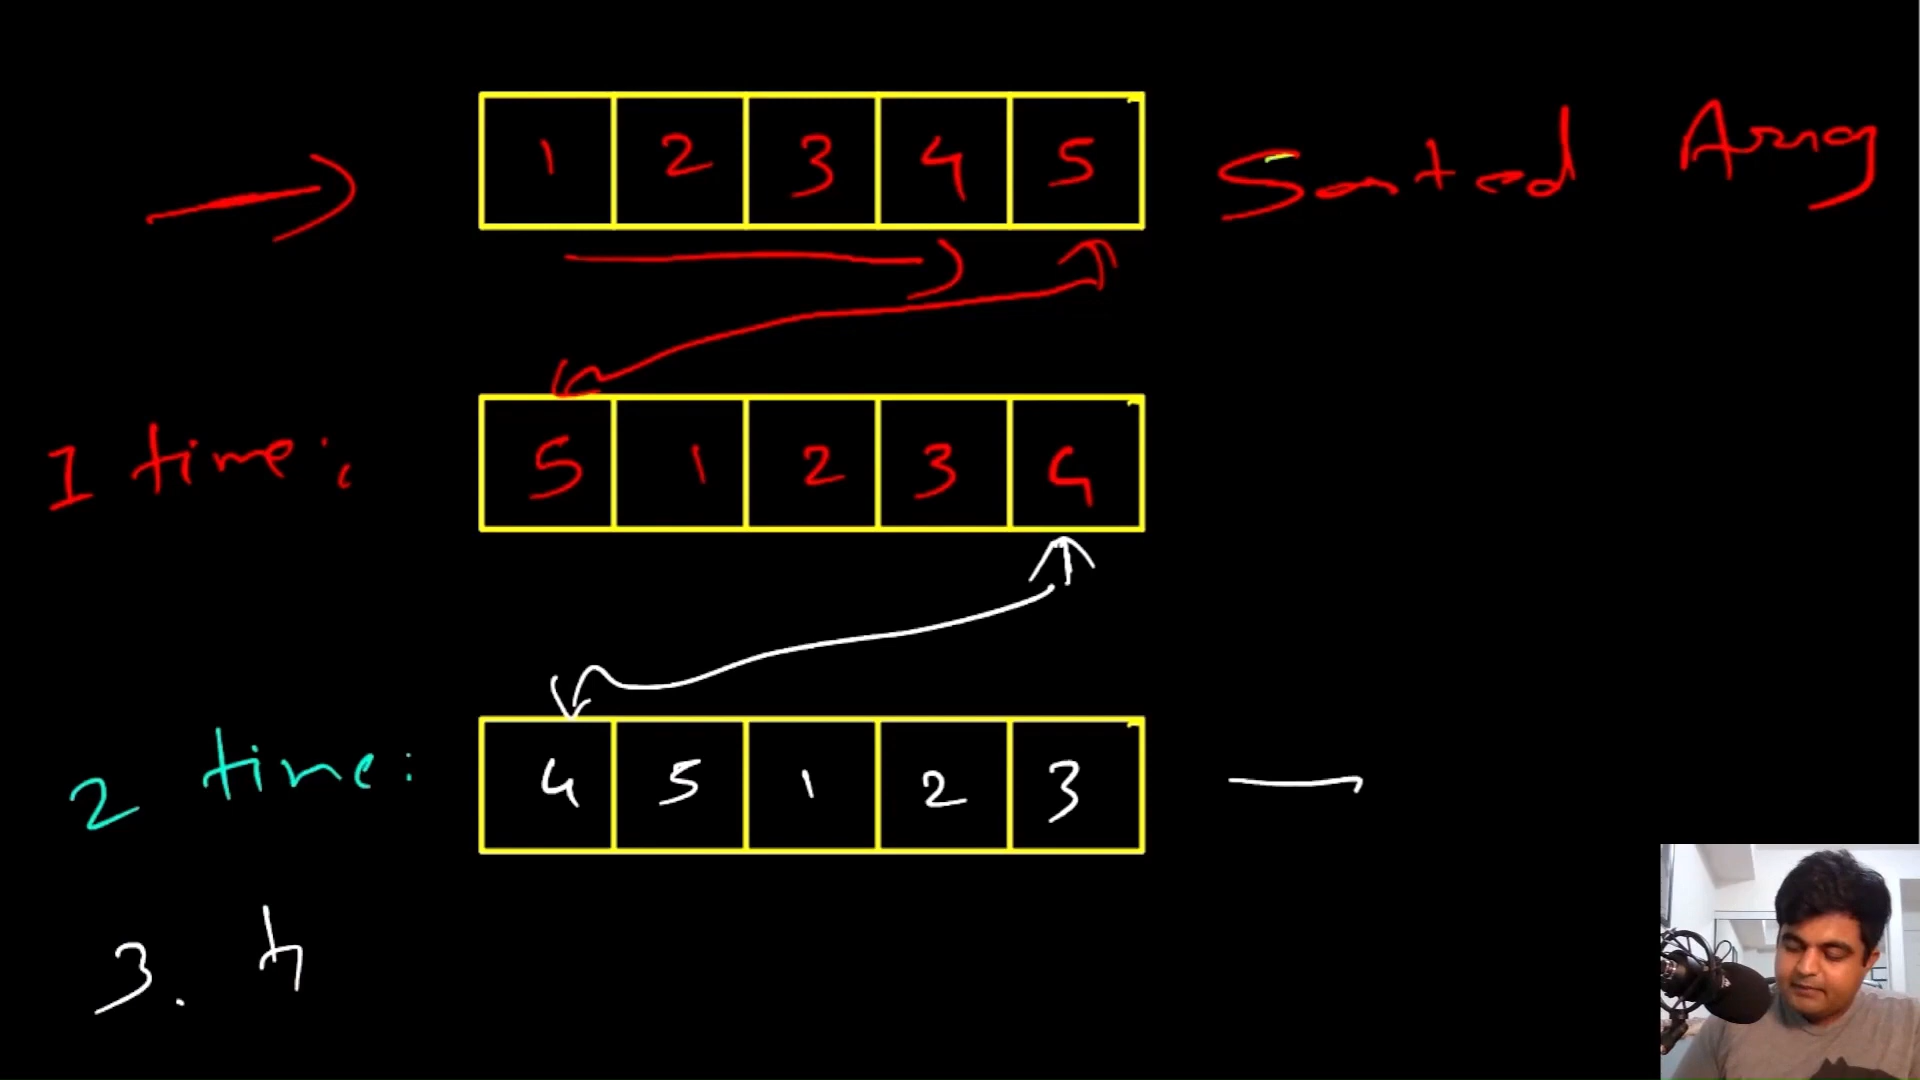 1 2 3 4 5 Sorted Array
1 time: 5 1 2 3 4
2 time: 4 5 1 2 3
3.